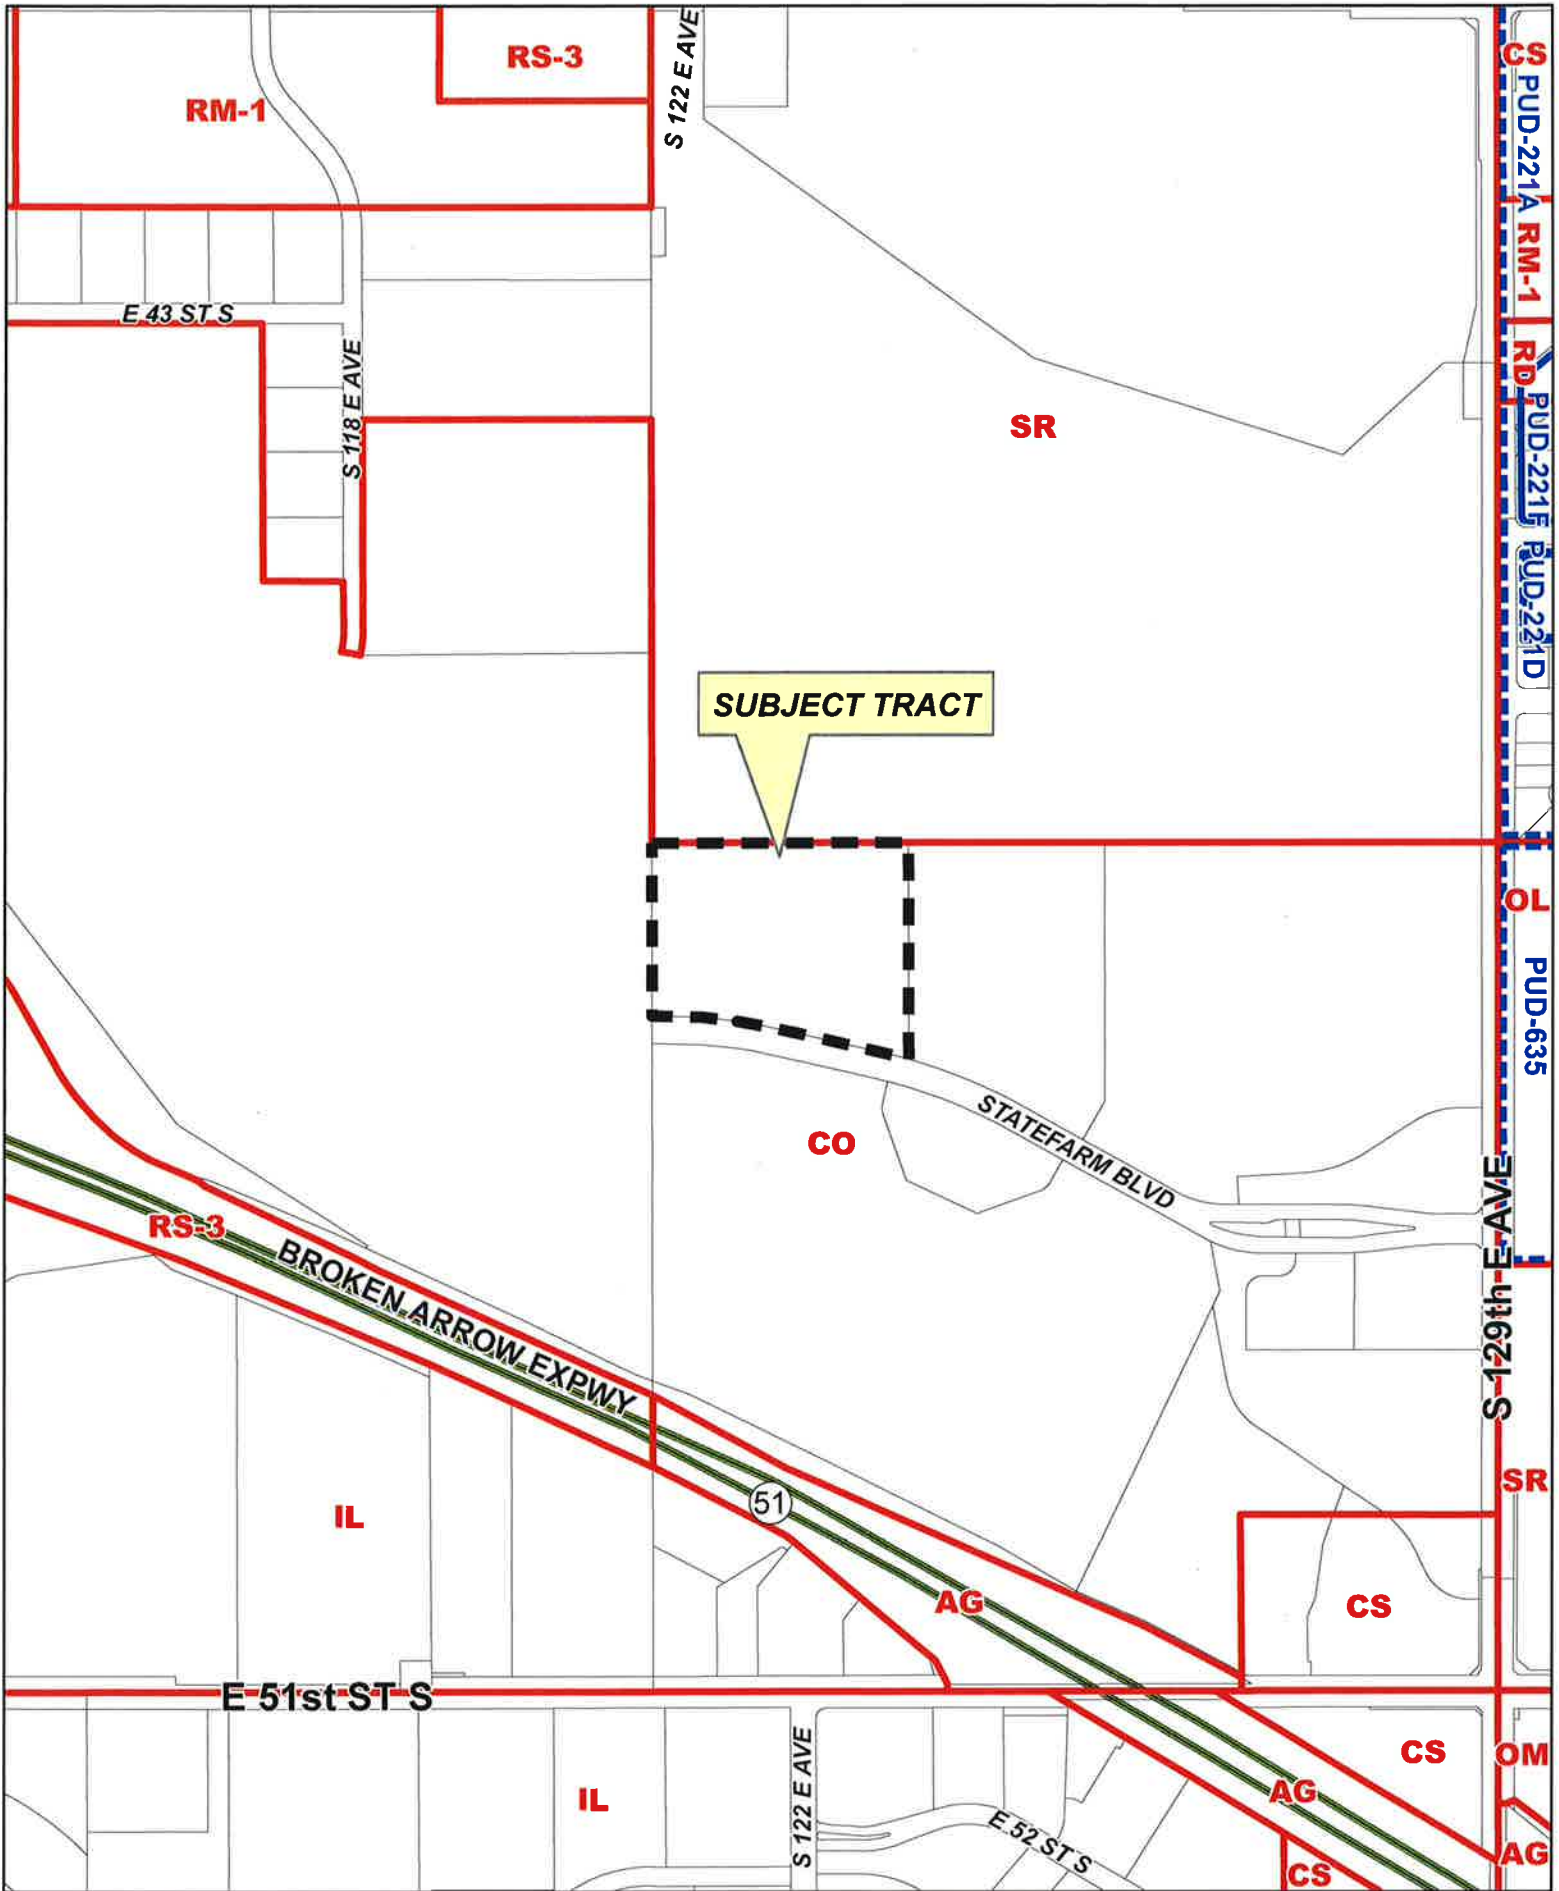 RS-3
S 122 E AVE
CS
RM-1
PUD-221A
RM-1
E 43 ST S
RD
S 118 E AVE
SR
PUD-221F
PUD-221D
SUBJECT TRACT
OL
PUD-635
STATEFARM BLVD
CO
RS-3
BROKEN ARROW EXPWY
S 129th E AVE
51
IL
SR
AG
CS
E 51st ST S
CS
OM
S 122 E AVE
IL
AG
E 52 ST S
AG
CS